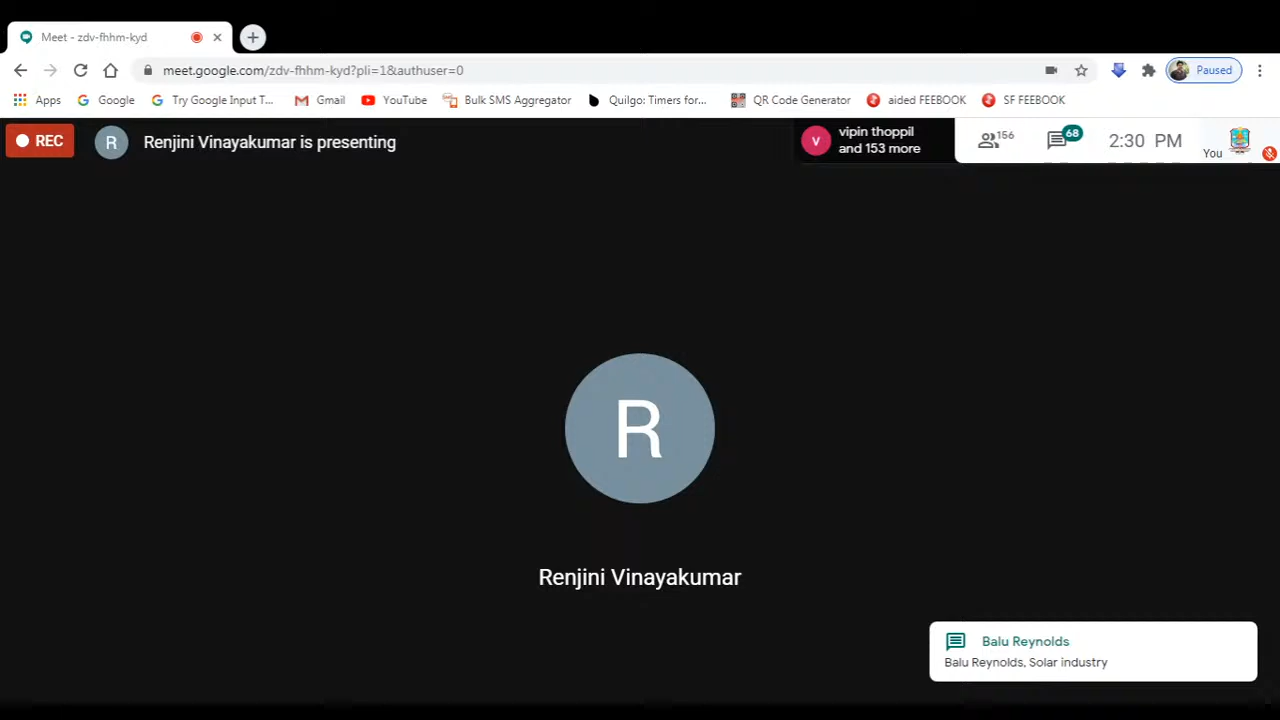 Meet - zdv-fhhm-kyd
meet.google.com/zdv-fhhm-kyd?pli=1&authuser=0
Paused
Apps
Google
Try Google Input T...
Gmail
YouTube
Bulk SMS Aggregator
Quilgo: Timers for...
QR Code Generator
aided FEEBOOK
SF FEEBOOK
REC
R
Renjini Vinayakumar is presenting
V
vipin thoppil
and 153 more
156
68
2:30 PM
You
R
Renjini Vinayakumar
Balu Reynolds
Balu Reynolds, Solar industry